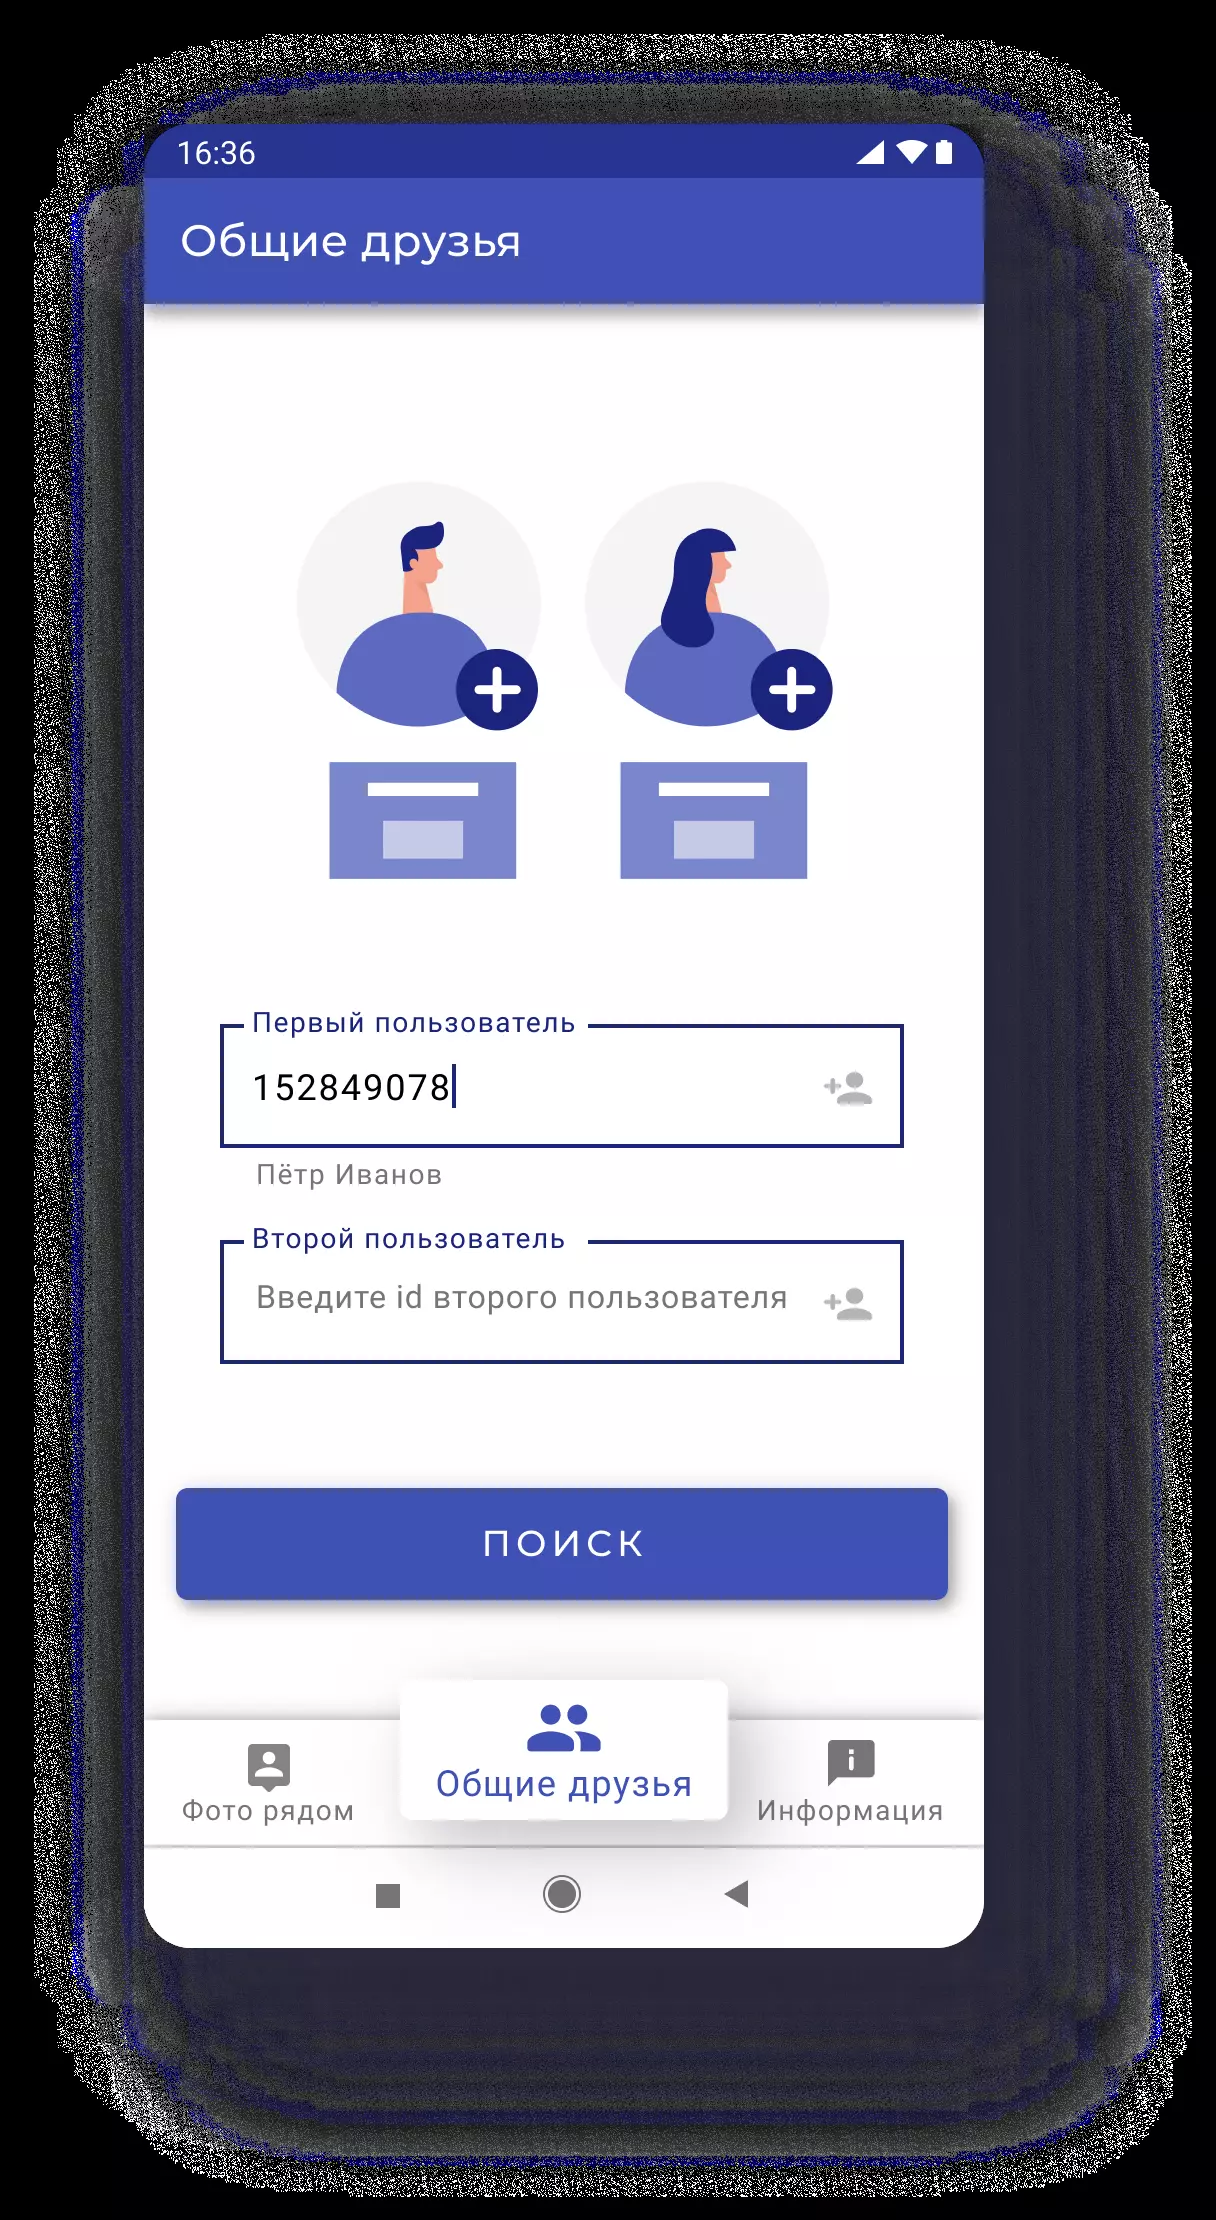 16:36
Общие друзья
Первый пользователь
152849078
Пётр Иванов
Второй пользователь
Введите id второго пользователя
ПОИСК
Фото рядом
Общие друзья
Информация